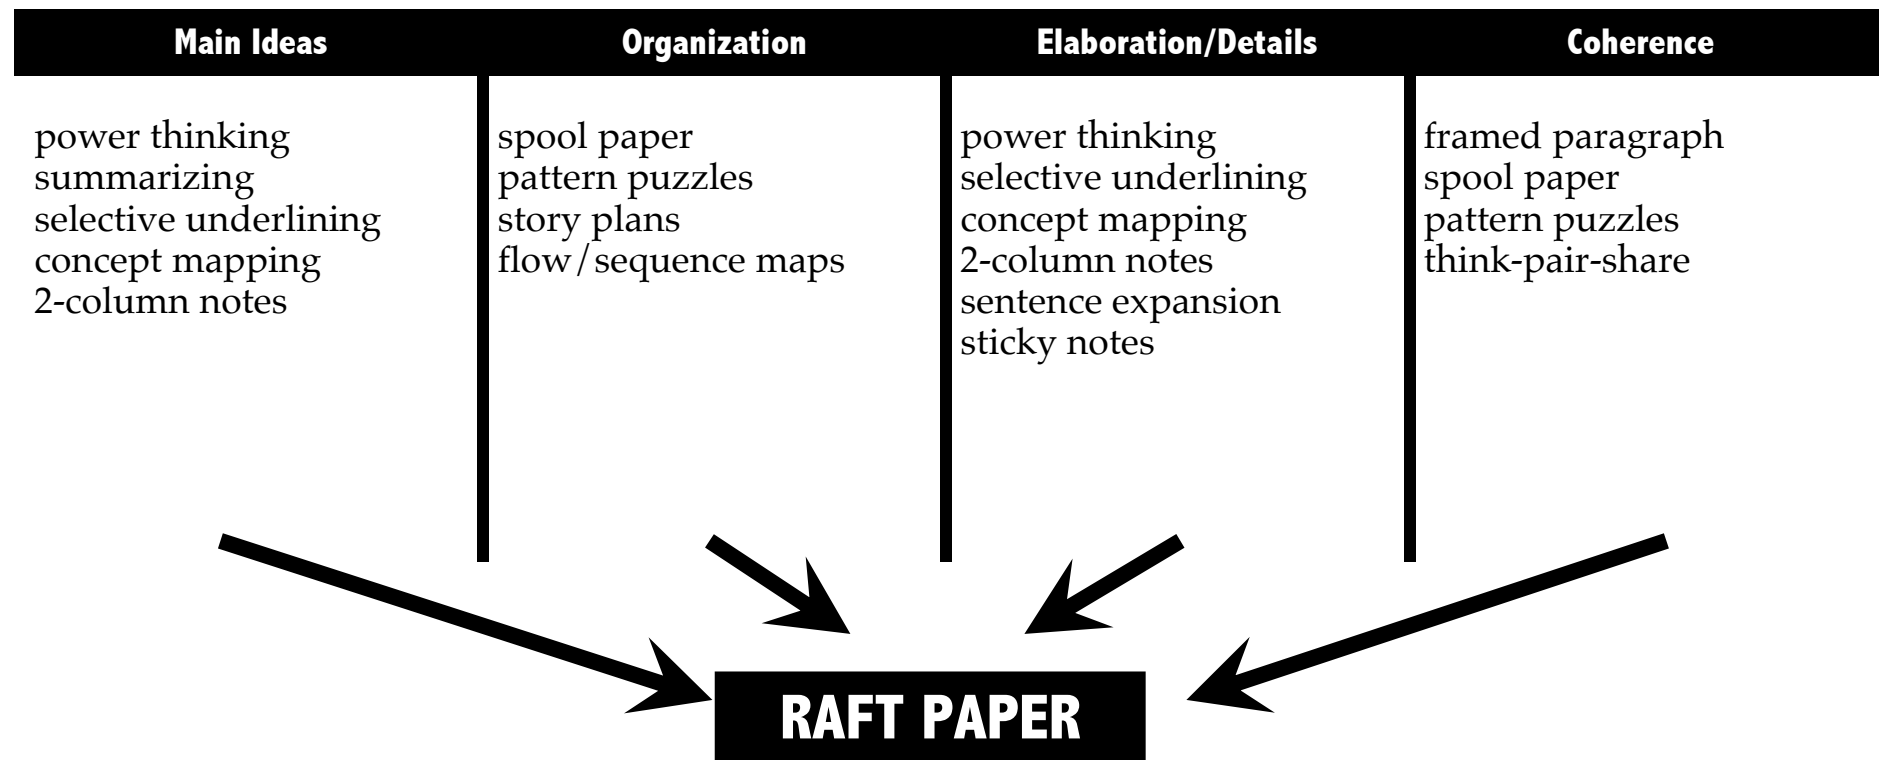 Main Ideas
Organization
Elaboration/Details
Coherence
power thinking
summarizing
selective underlining
concept mapping
2-column notes
spool paper
pattern puzzles
story plans
flow/sequence maps
power thinking
selective underlining
concept mapping
2-column notes
sentence expansion
sticky notes
framed paragraph
spool paper
pattern puzzles
think-pair-share
RAFT PAPER